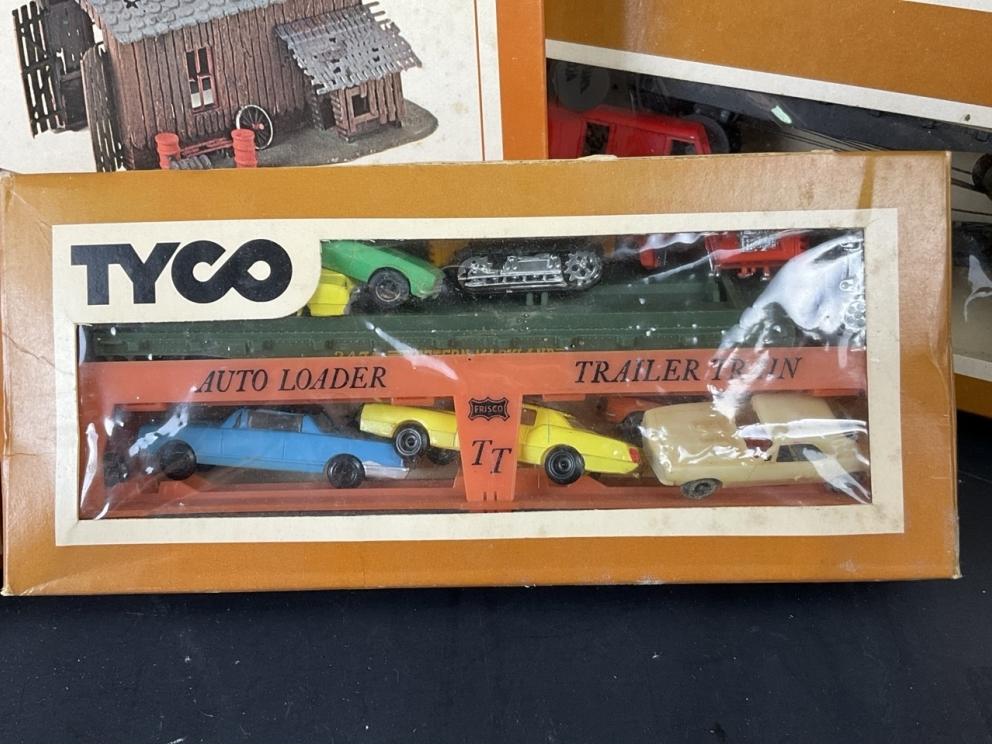 TYCO
AUTO LOADER
TRAILER TRAIN
FRISCO
TT